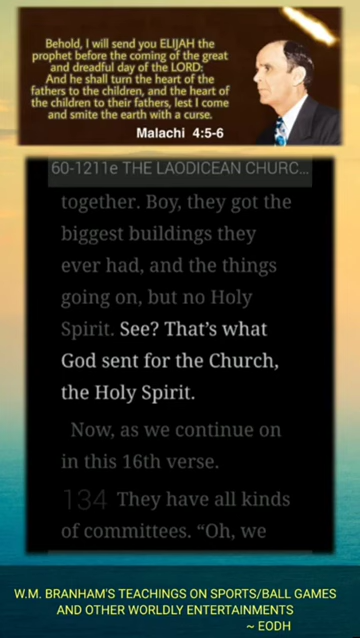 Behold, I will send you ELIJAH the
prophet before the coming of the great
and dreadful day of the LORD:
And he shall turn the heart of the
fathers to the children, and the heart of
the children to their fathers, lest I come
and smite the earth with a curse.
Malachi 4:5-6
60-1211e THE LAODICEAN CHURC...
together. Boy, they got the
biggest buildings they
ever had, and the things
going on, but no Holy
Spirit. See? That's what
God sent for the Church,
the Holy Spirit.
Now, as we continue on
in this 16th verse.
134 They have all kinds
of committees. “Oh, we
W.M. BRANHAM'S TEACHINGS ON SPORTS/BALL GAMES
AND OTHER WORLDLY ENTERTAINMENTS
~ EODH